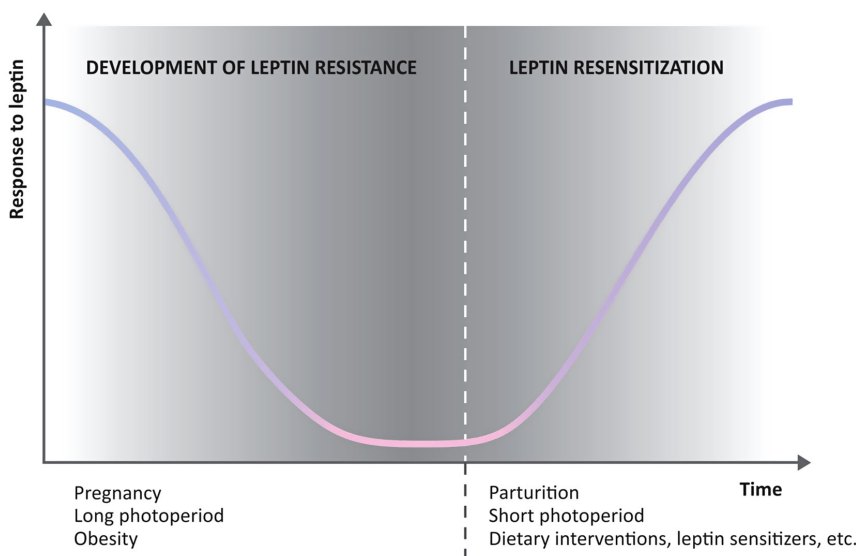 DEVELOPMENT OF LEPTIN RESISTANCE
LEPTIN RESENSITIZATION
Response to leptin
Time
Pregnancy
Long photoperiod
Obesity
Parturition
Short photoperiod
Dietary interventions, leptin sensitizers, etc.